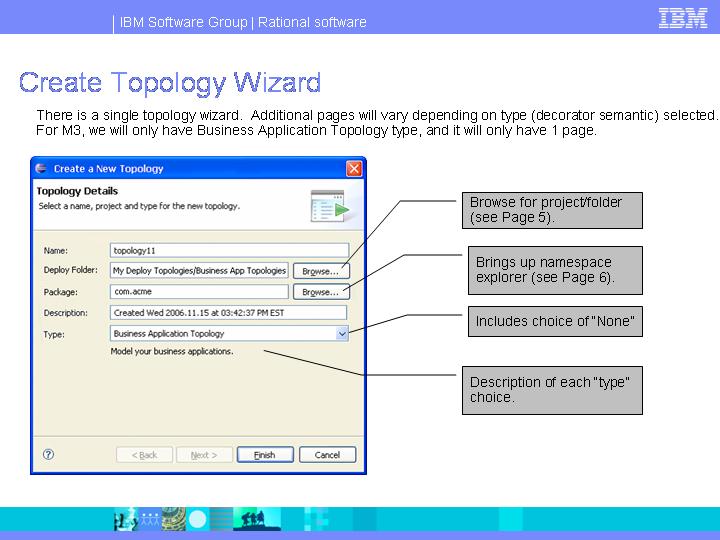 IBM Software Group | Rational software
IBM
Create Topology Wizard
There is a single topology wizard.  Additional pages will vary depending on type (decorator semantic) selected.
For M3, we will only have Business Application Topology type, and it will only have 1 page.
Create a New Topology
Topology Details
Select a name, project and type for the new topology.
Name: topology11
Deploy Folder: My Deploy Topologies/Business App Topologies Browse...
Package: com.acme Browse...
Description: Created Wed 2006.11.15 at 03:42:37 PM EST
Type: Business Application Topology
Model your business applications.
? < Back Next > Finish Cancel
Browse for project/folder
(see Page 5).
Brings up namespace
explorer (see Page 6).
Includes choice of "None"
Description of each "type"
choice.